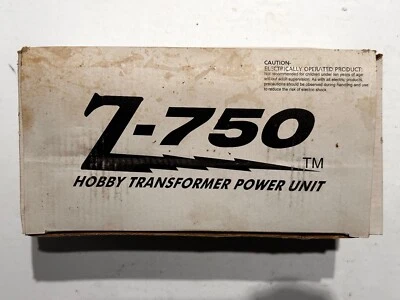 CAUTION-
ELECTRICALLY OPERATED PRODUCT:
Not recommended for children under ten years of age
without adult supervision. As with all electric products,
precautions should be observed during handling and use
to reduce the risk of electric shock.
Z-750
TM
HOBBY TRANSFORMER POWER UNIT